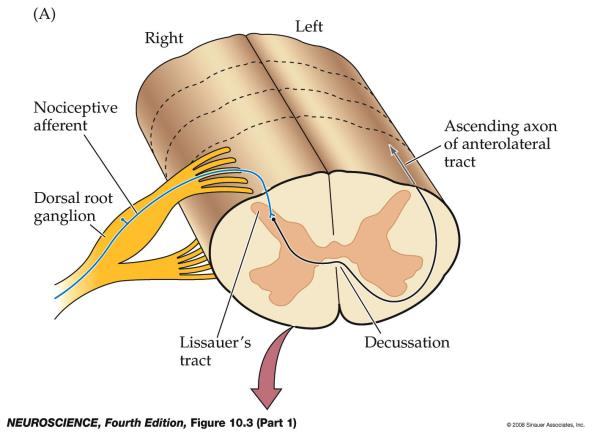 (A)
Right
Left
Nociceptive
afferent
Ascending axon
of anterolateral
tract
Dorsal root
ganglion
Lissauer's
tract
Decussation
NEUROSCIENCE, Fourth Edition, Figure 10.3 (Part 1)
© 2008 Sinauer Associates, Inc.